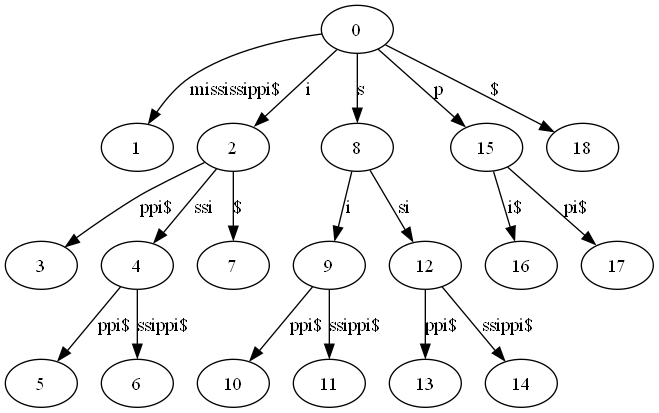 0
mississippi$ i s p $
1 2 8 15 18
ppi$ ssi $ i si i$ pi$
3 4 7 9 12 16 17
ppi$ ssippi$ ppi$ ssippi$ ppi$ ssippi$
5 6 10 11 13 14